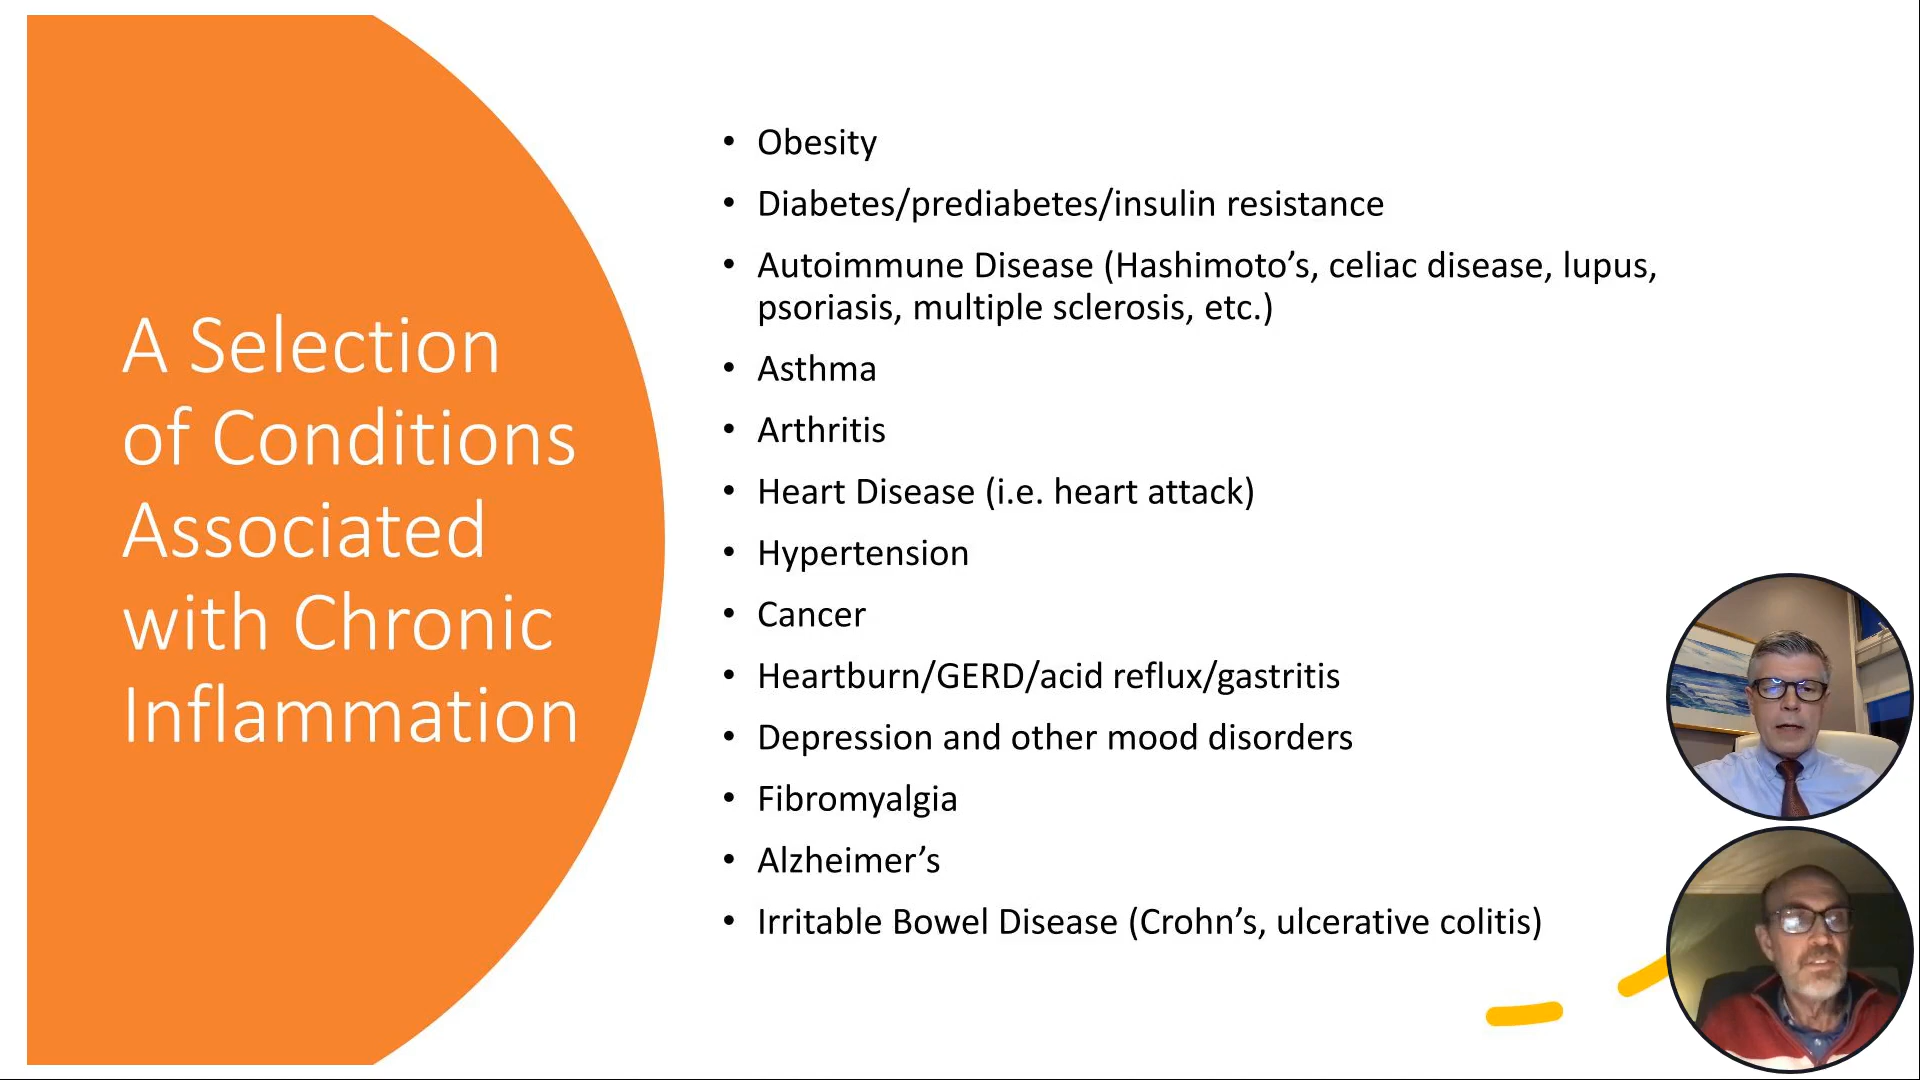 A Selection
of Conditions
Associated
with Chronic
Inflammation
• Obesity
• Diabetes/prediabetes/insulin resistance
• Autoimmune Disease (Hashimoto’s, celiac disease, lupus,
psoriasis, multiple sclerosis, etc.)
• Asthma
• Arthritis
• Heart Disease (i.e. heart attack)
• Hypertension
• Cancer
• Heartburn/GERD/acid reflux/gastritis
• Depression and other mood disorders
• Fibromyalgia
• Alzheimer’s
• Irritable Bowel Disease (Crohn’s, ulcerative colitis)